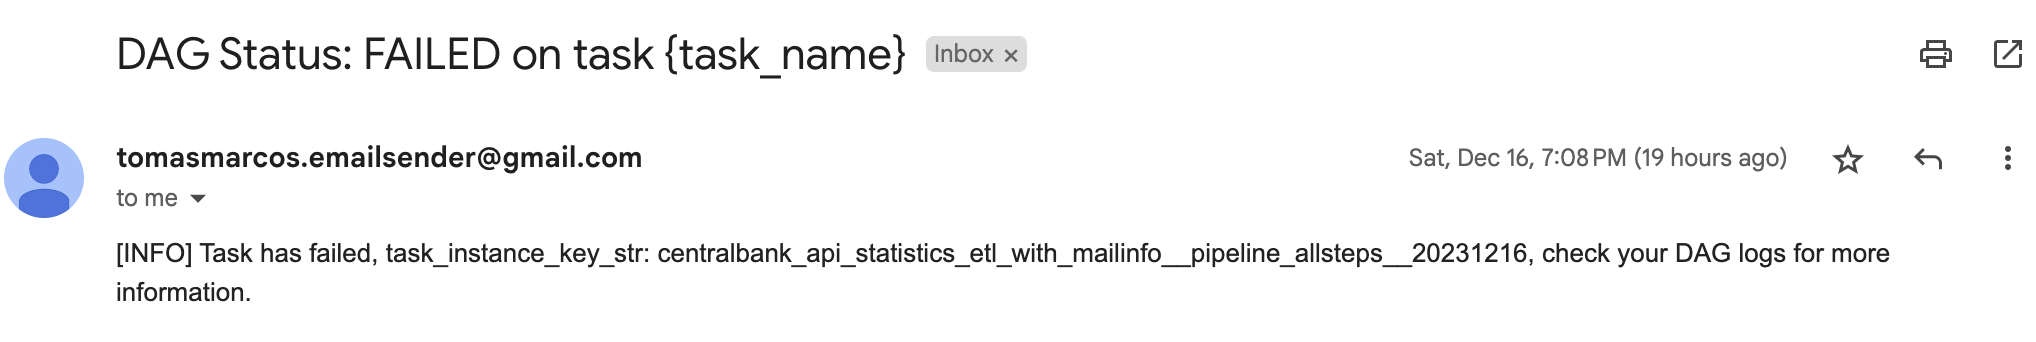 DAG Status: FAILED on task {task_name} Inbox ×
tomasmarcos.emailsender@gmail.com Sat, Dec 16, 7:08 PM (19 hours ago)
to me
[INFO] Task has failed, task_instance_key_str: centralbank_api_statistics_etl_with_mailinfo__pipeline_allsteps__20231216, check your DAG logs for more
information.